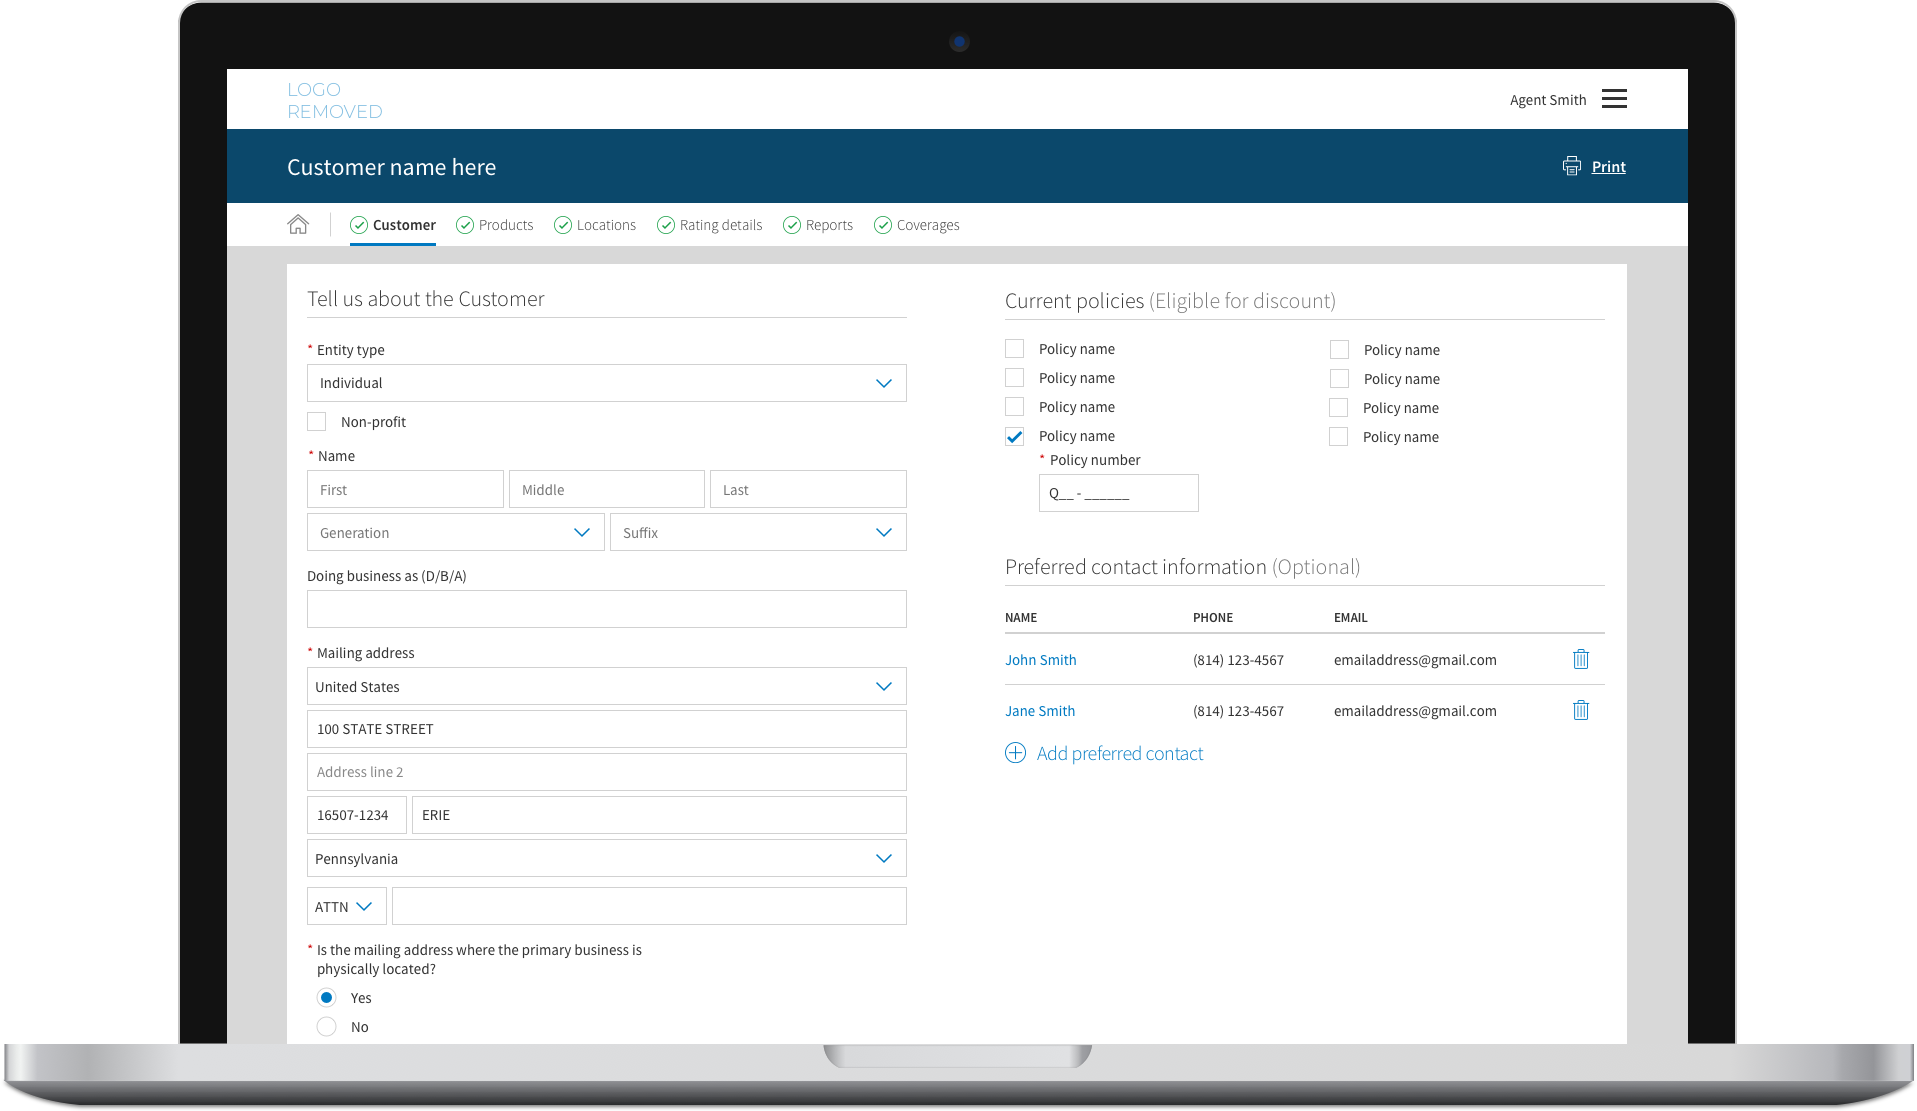 LOGO
REMOVED
Agent Smith
Customer name here
Print
Customer Products Locations Rating details Reports Coverages
Tell us about the Customer
* Entity type
Individual
Non-profit
* Name
First Middle Last
Generation Suffix
Doing business as (D/B/A)
* Mailing address
United States
100 STATE STREET
Address line 2
16507-1234 ERIE
Pennsylvania
ATTN
* Is the mailing address where the primary business is
physically located?
Yes
No
Current policies (Eligible for discount)
Policy name Policy name
Policy name Policy name
Policy name Policy name
Policy name Policy name
* Policy number
Q__ - ______
Preferred contact information (Optional)
NAME PHONE EMAIL
John Smith (814) 123-4567 emailaddress@gmail.com
Jane Smith (814) 123-4567 emailaddress@gmail.com
Add preferred contact